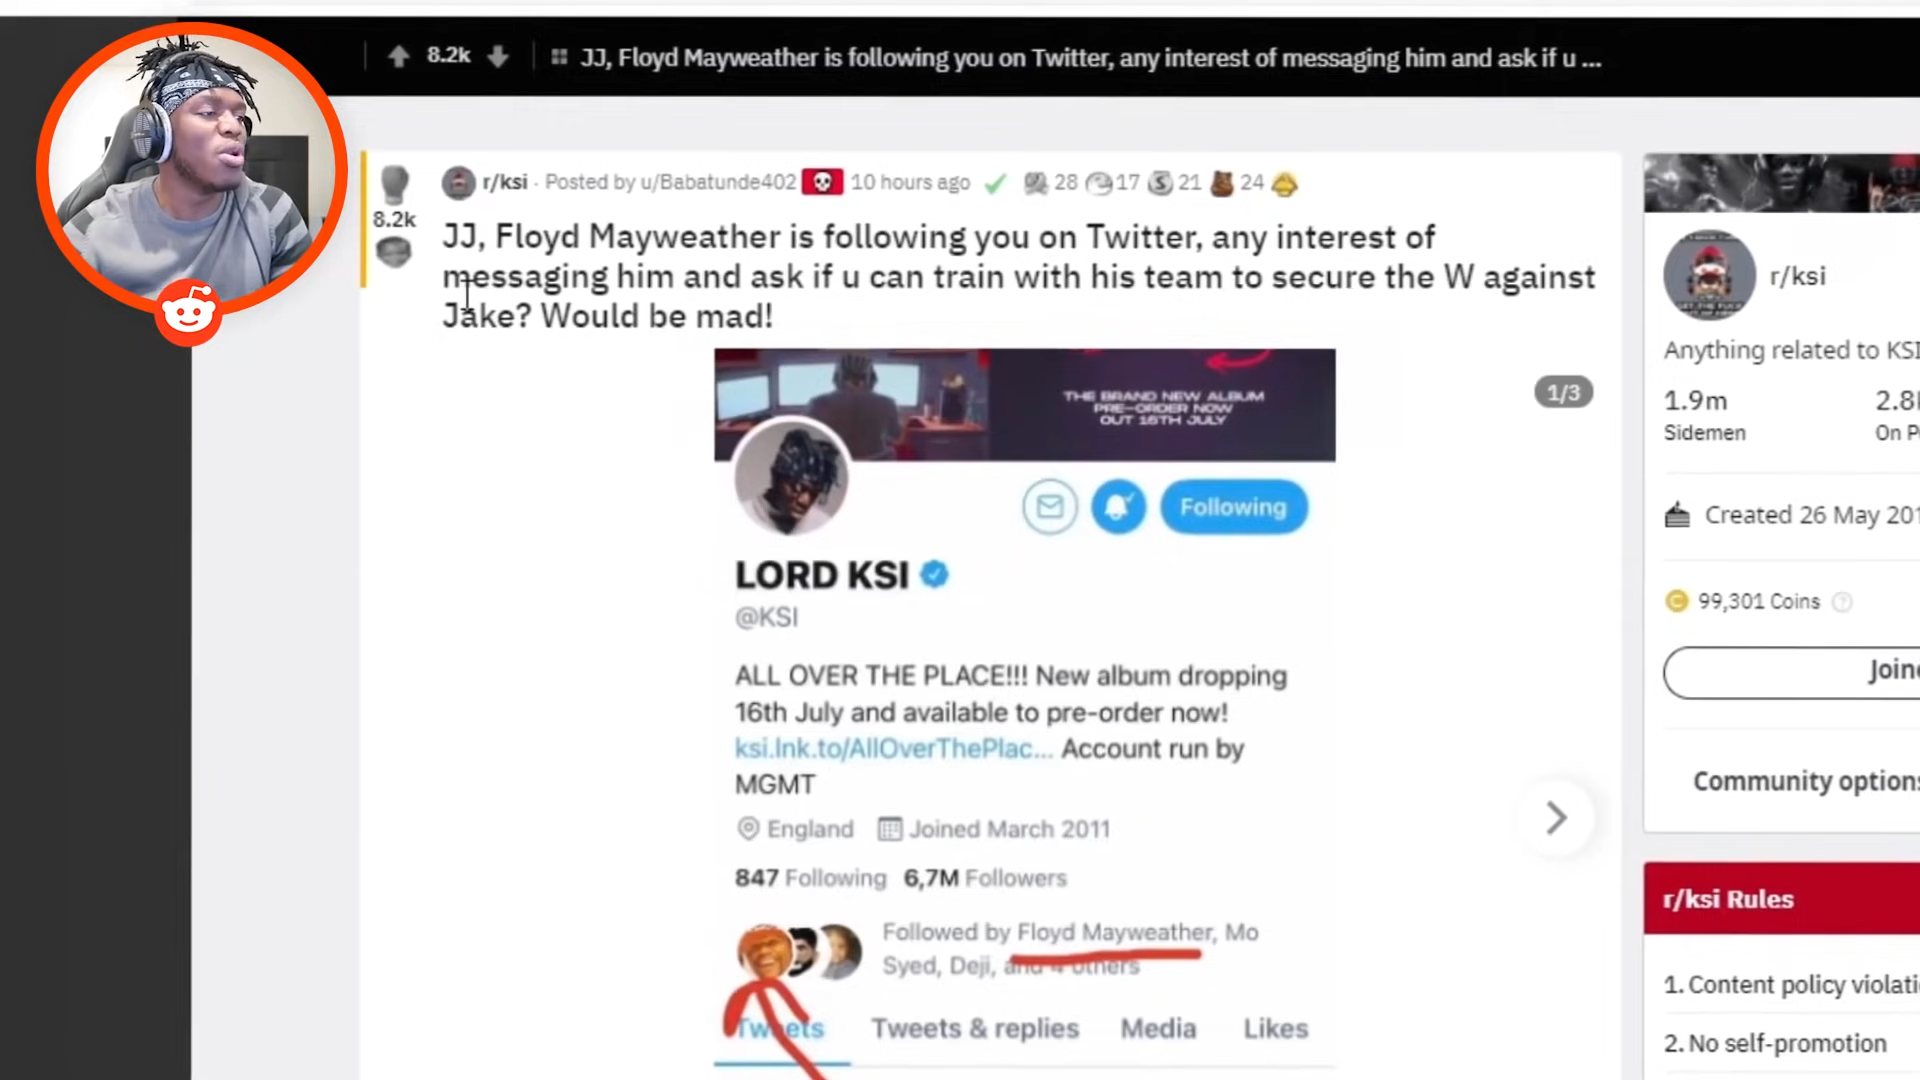 8.2k JJ, Floyd Mayweather is following you on Twitter, any interest of messaging him and ask if u ...
r/ksi · Posted by u/Babatunde402 10 hours ago 28 17 21 24
8.2k
JJ, Floyd Mayweather is following you on Twitter, any interest of
messaging him and ask if u can train with his team to secure the W against
Jake? Would be mad!
1/3
THE BRAND NEW ALBUM
PRE-ORDER NOW
OUT 16TH JULY
Following
LORD KSI
@KSI
ALL OVER THE PLACE!!! New album dropping
16th July and available to pre-order now!
ksi.lnk.to/AllOverThePlac... Account run by
MGMT
England Joined March 2011
847 Following 6,7M Followers
Followed by Floyd Mayweather, Mo
Syed, Deji, and 4 others
Tweets Tweets & replies Media Likes
r/ksi
Anything related to KSI
1.9m
Sidemen
2.8
On P
Created 26 May 201
99,301 Coins
Joine
Community options
r/ksi Rules
1. Content policy violati
2. No self-promotion